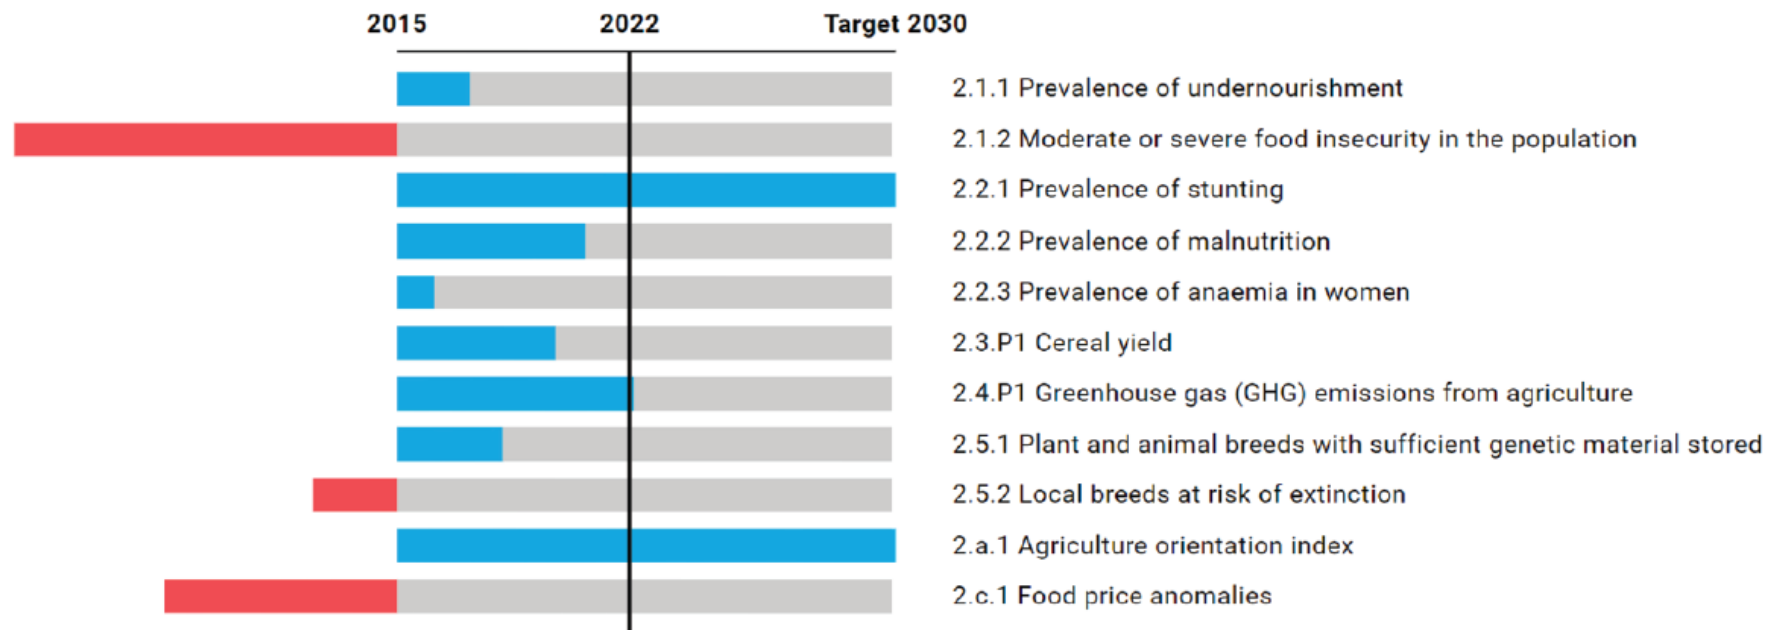 2015 2022 Target 2030
2.1.1 Prevalence of undernourishment
2.1.2 Moderate or severe food insecurity in the population
2.2.1 Prevalence of stunting
2.2.2 Prevalence of malnutrition
2.2.3 Prevalence of anaemia in women
2.3.P1 Cereal yield
2.4.P1 Greenhouse gas (GHG) emissions from agriculture
2.5.1 Plant and animal breeds with sufficient genetic material stored
2.5.2 Local breeds at risk of extinction
2.a.1 Agriculture orientation index
2.c.1 Food price anomalies